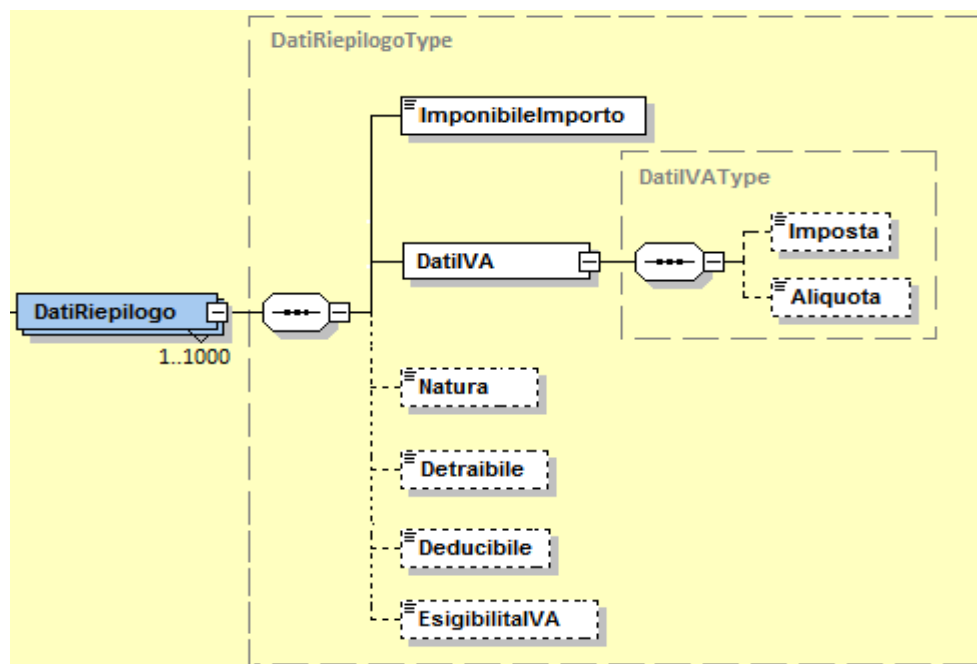 DatiRiepilogoType
ImponibileImporto
DatiIVAType
Imposta
DatiIVA
Aliquota
DatiRiepilogo
1..1000
Natura
Detraibile
Deducibile
EsigibilitaIVA